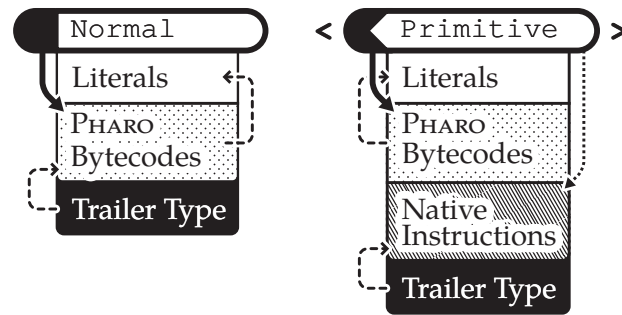 Normal
Literals
PHARO
Bytecodes
Trailer Type
< Primitive >
Literals
PHARO
Bytecodes
Native
Instructions
Trailer Type